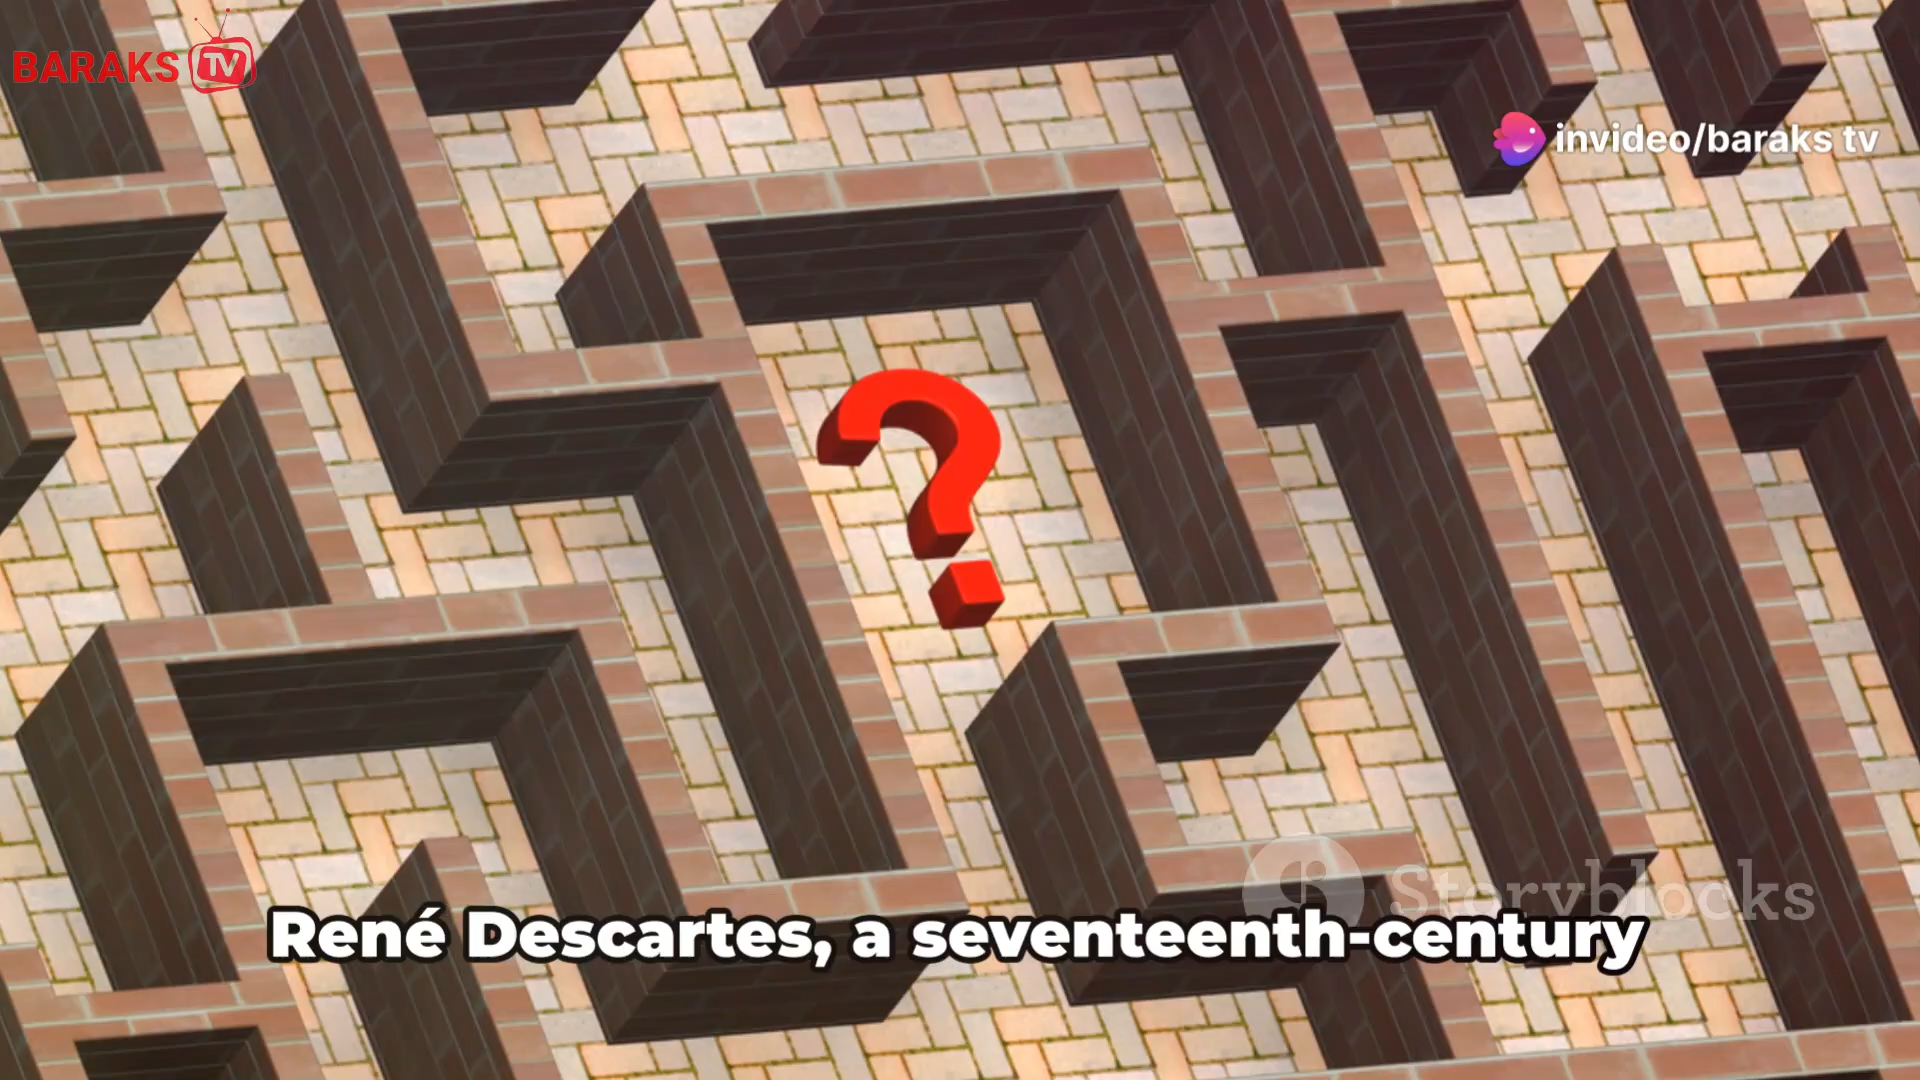 BARAKS TV
invideo/baraks tv
?
Storyblocks
René Descartes, a seventeenth-century